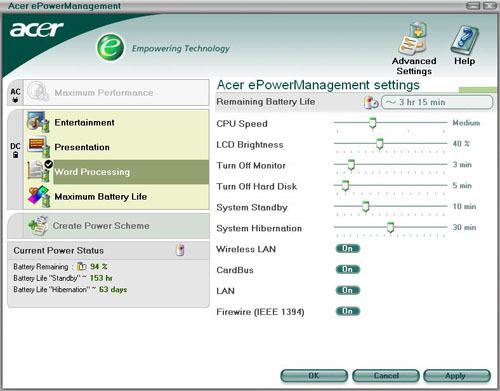 Acer ePowerManagement
acer
e
Empowering Technology
Advanced
Settings
Help
AC
Maximum Performance
DC
Entertainment
Presentation
Word Processing
Maximum Battery Life
Create Power Scheme
Current Power Status
Battery Remaining : 94 %
Battery Life "Standby" ~ 153 hr
Battery Life "Hibernation" ~ 63 days
Acer ePowerManagement settings
Remaining Battery Life ~ 3 hr 15 min
CPU Speed Medium
LCD Brightness 40 %
Turn Off Monitor 3 min
Turn Off Hard Disk 5 min
System Standby 10 min
System Hibernation 30 min
Wireless LAN On
CardBus On
LAN On
Firewire (IEEE 1394) On
OK Cancel Apply